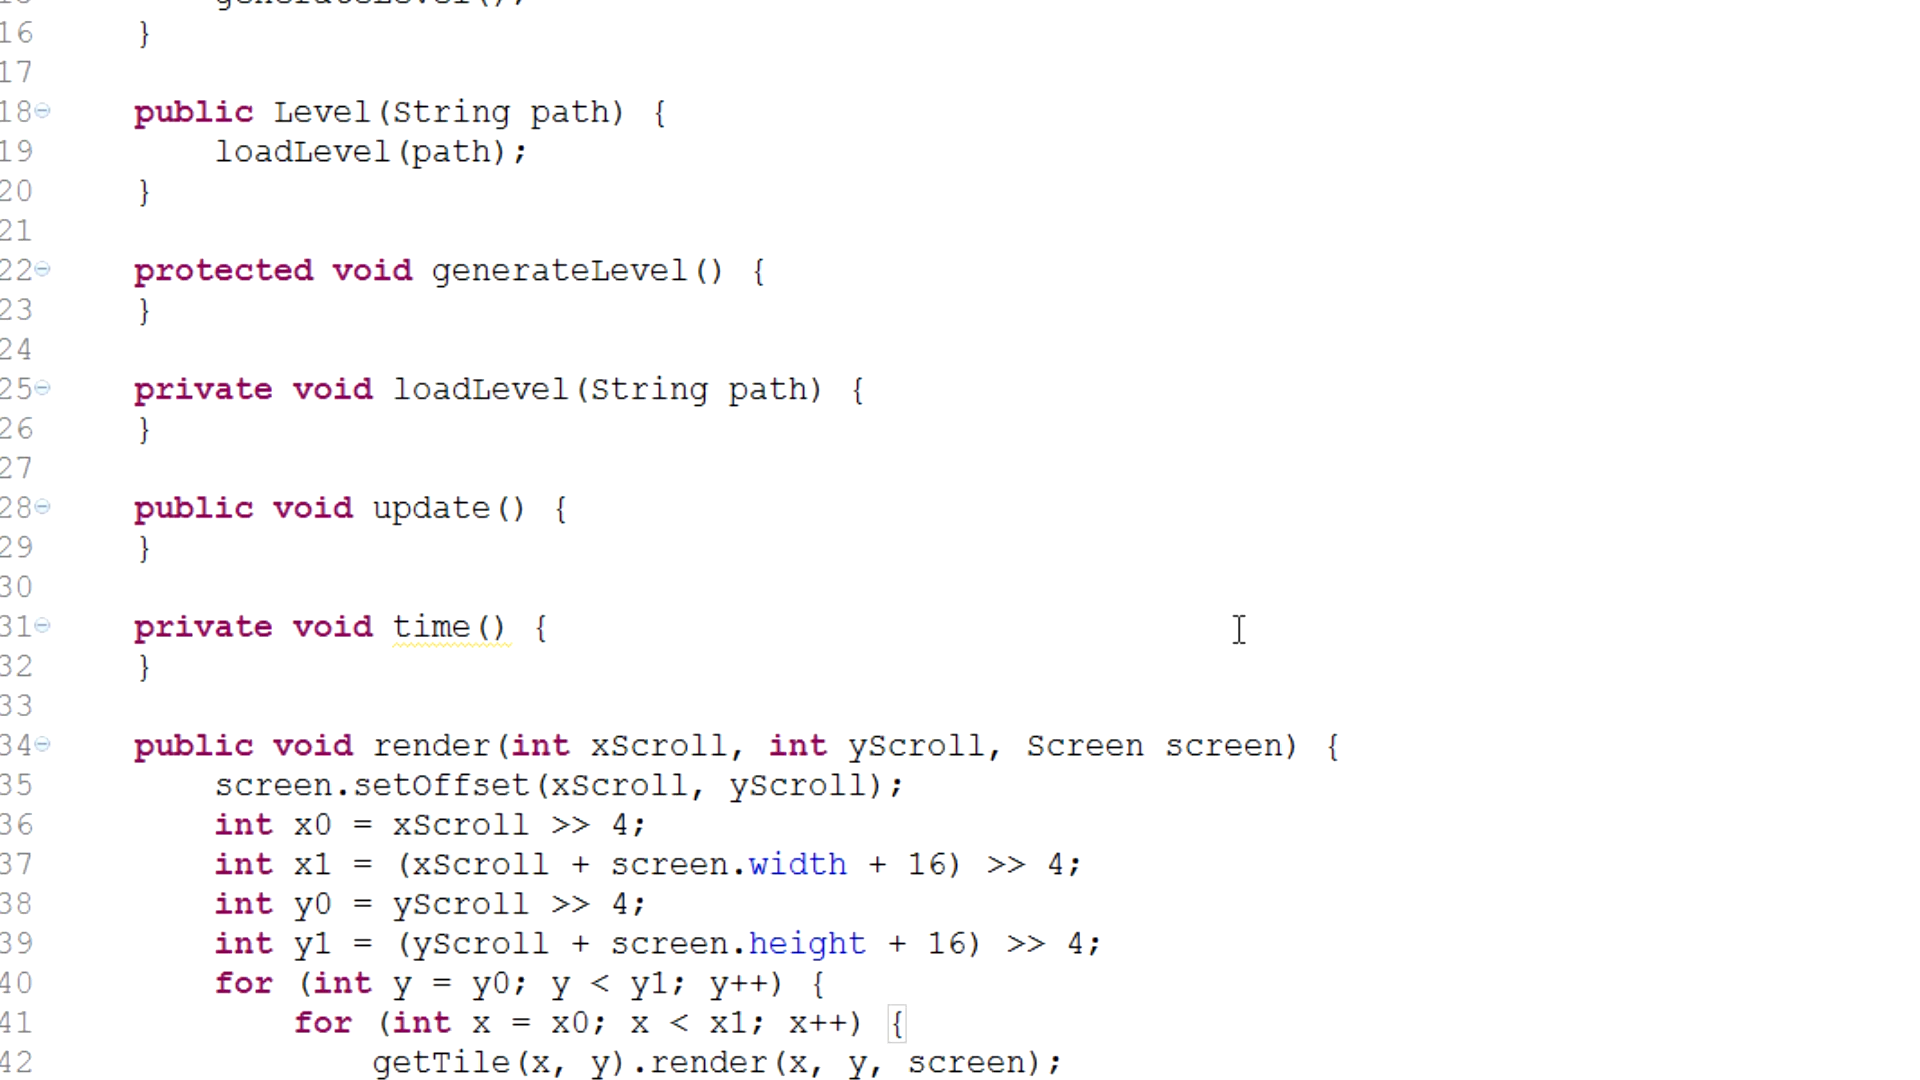 generateLevel();
16 }
17
18 public Level(String path) {
19 loadLevel(path);
20 }
21
22 protected void generateLevel() {
23 }
24
25 private void loadLevel(String path) {
26 }
27
28 public void update() {
29 }
30
31 private void time() {
32 }
33
34 public void render(int xScroll, int yScroll, Screen screen) {
35 screen.setOffset(xScroll, yScroll);
36 int x0 = xScroll >> 4;
37 int x1 = (xScroll + screen.width + 16) >> 4;
38 int y0 = yScroll >> 4;
39 int y1 = (yScroll + screen.height + 16) >> 4;
40 for (int y = y0; y < y1; y++) {
41 for (int x = x0; x < x1; x++) {
42 getTile(x, y).render(x, y, screen);